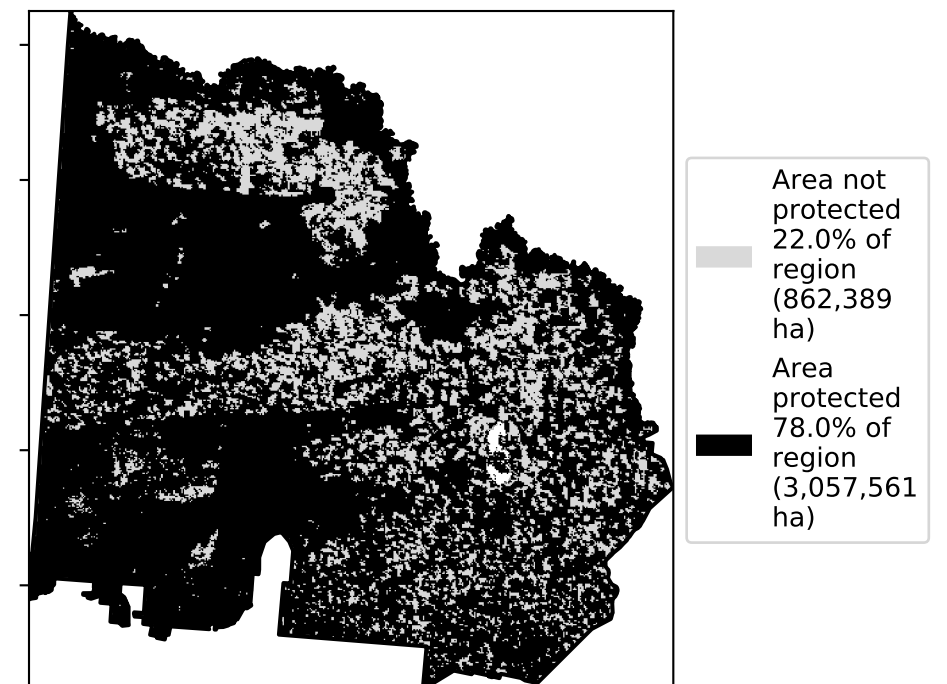 Area not
protected
22.0% of
region
(862,389
ha)
Area
protected
78.0% of
region
(3,057,561
ha)